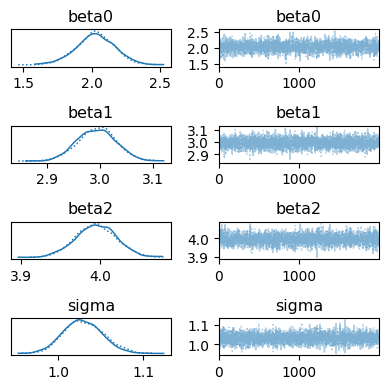 beta0 beta0
2.5
2.0
1.5
1.5 2.0 2.5 0 1000
beta1 beta1
3.1
3.0
2.9
2.9 3.0 3.1 0 1000
beta2 beta2
4.0
3.9
3.9 4.0 0 1000
sigma sigma
1.1
1.0
1.0 1.1 0 1000